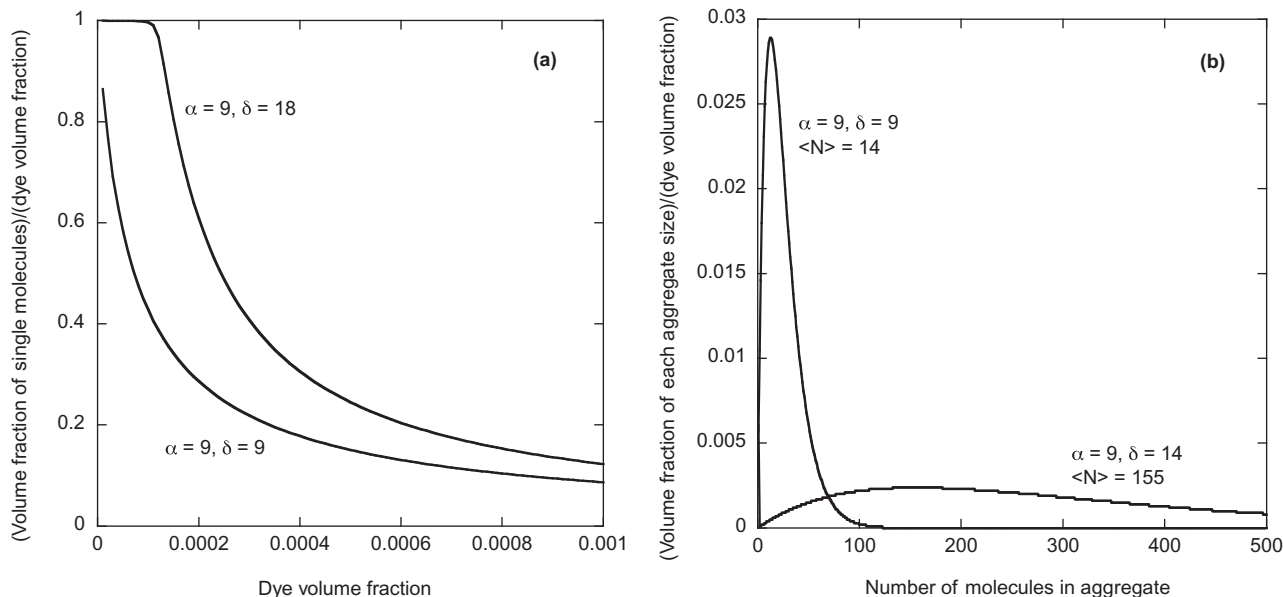 (Volume fraction of single molecules)/(dye volume fraction)
1
0.8
0.6
0.4
0.2
0
(a)
α = 9, δ = 18
α = 9, δ = 9
0
0.0002
0.0004
0.0006
0.0008
0.001
Dye volume fraction
(Volume fraction of each aggregate size)/(dye volume fraction)
0.03
0.025
0.02
0.015
0.01
0.005
0
(b)
α = 9, δ = 9
<N> = 14
α = 9, δ = 14
<N> = 155
0
100
200
300
400
500
Number of molecules in aggregate